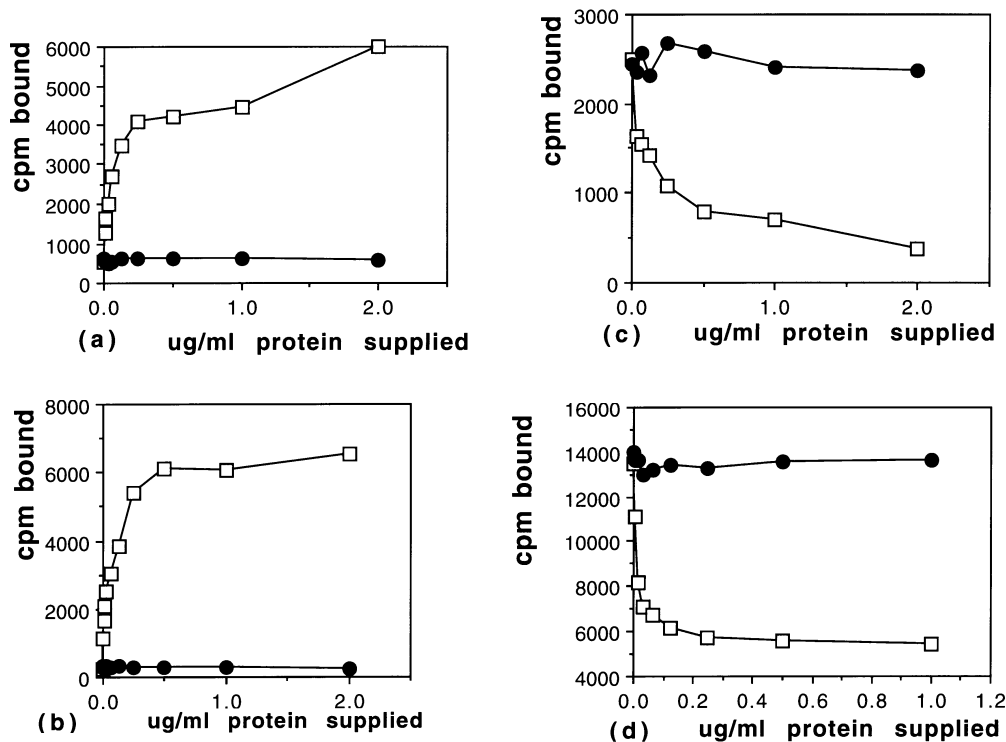 cpm bound
6000
5000
4000
3000
2000
1000
0
0.0 1.0 2.0
(a) ug/ml protein supplied
cpm bound
3000
2000
1000
0
0.0 1.0 2.0
(c) ug/ml protein supplied
cpm bound
8000
6000
4000
2000
0
0.0 1.0 2.0
(b) ug/ml protein supplied
cpm bound
16000
14000
12000
10000
8000
6000
4000
0.0 0.2 0.4 0.6 0.8 1.0 1.2
(d) ug/ml protein supplied